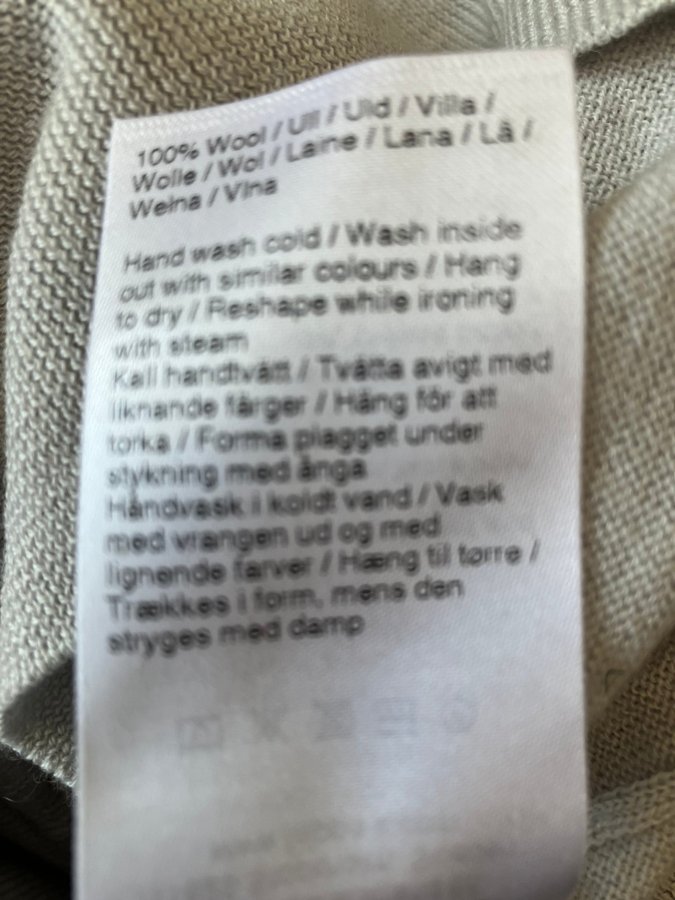 100% Wool / Ull / Uld / Villa /
Wolle / Wol / Laine / Lana / Lã /
Wełna / Vlna
Hand wash cold / Wash inside
out with similar colours / Hang
to dry / Reshape while ironing
with steam
Kall handtvätt / Tvätta avigt med
liknande färger / Häng för att
torka / Forma plagget under
stykning med ånga
Håndvask i koldt vand / Vask
med vrangen ud og med
lignende farver / Hæng til tørre /
Trækkes i form, mens den
stryges med damp